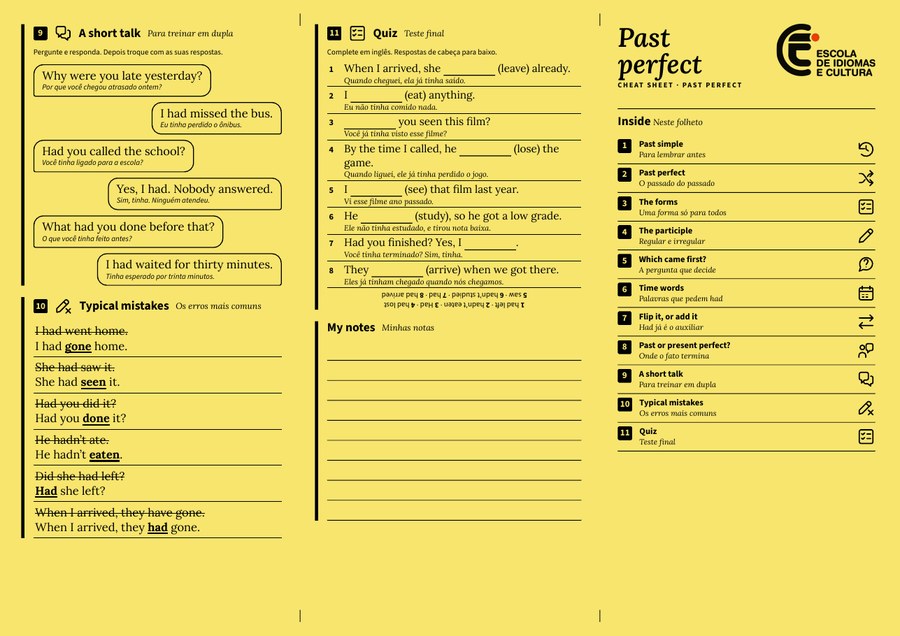 9 A short talk Para treinar em dupla
Pergunte e responda. Depois troque com as suas respostas.
Why were you late yesterday?
Por que você chegou atrasado ontem?
I had missed the bus.
Eu tinha perdido o ônibus.
Had you called the school?
Você tinha ligado para a escola?
Yes, I had. Nobody answered.
Sim, tinha. Ninguém atendeu.
What had you done before that?
O que você tinha feito antes?
I had waited for thirty minutes.
Tinha esperado por trinta minutos.
10 Typical mistakes Os erros mais comuns
I had went home.
I had gone home.
She had saw it.
She had seen it.
Had you did it?
Had you done it?
He hadn't ate.
He hadn't eaten.
Did she had left?
Had she left?
When I arrived, they have gone.
When I arrived, they had gone.
11 Quiz Teste final
Complete em inglês. Respostas de cabeça para baixo.
1 When I arrived, she ________ (leave) already.
Quando cheguei, ela já tinha saído.
2 I ________ (eat) anything.
Eu não tinha comido nada.
3 ________ you seen this film?
Você já tinha visto esse filme?
4 By the time I called, he ________ (lose) the
game.
Quando liguei, ele já tinha perdido o jogo.
5 I ________ (see) that film last year.
Vi esse filme ano passado.
6 He ________ (study), so he got a low grade.
Ele não tinha estudado, e tirou nota baixa.
7 Had you finished? Yes, I ________.
Você tinha terminado? Sim, tinha.
8 They ________ (arrive) when we got there.
Eles já tinham chegado quando nós chegamos.
1 had left · 2 hadn't eaten · 3 Had · 4 had lost
5 saw · 6 hadn't studied · 7 had · 8 had arrived
My notes Minhas notas
Past
perfect
CHEAT SHEET · PAST PERFECT
ESCOLA
DE IDIOMAS
E CULTURA
Inside Neste folheto
1 Past simple
Para lembrar antes
2 Past perfect
O passado do passado
3 The forms
Uma forma só para todos
4 The participle
Regular e irregular
5 Which came first?
A pergunta que decide
6 Time words
Palavras que pedem had
7 Flip it, or add it
Had já é o auxiliar
8 Past or present perfect?
Onde o fato termina
9 A short talk
Para treinar em dupla
10 Typical mistakes
Os erros mais comuns
11 Quiz
Teste final